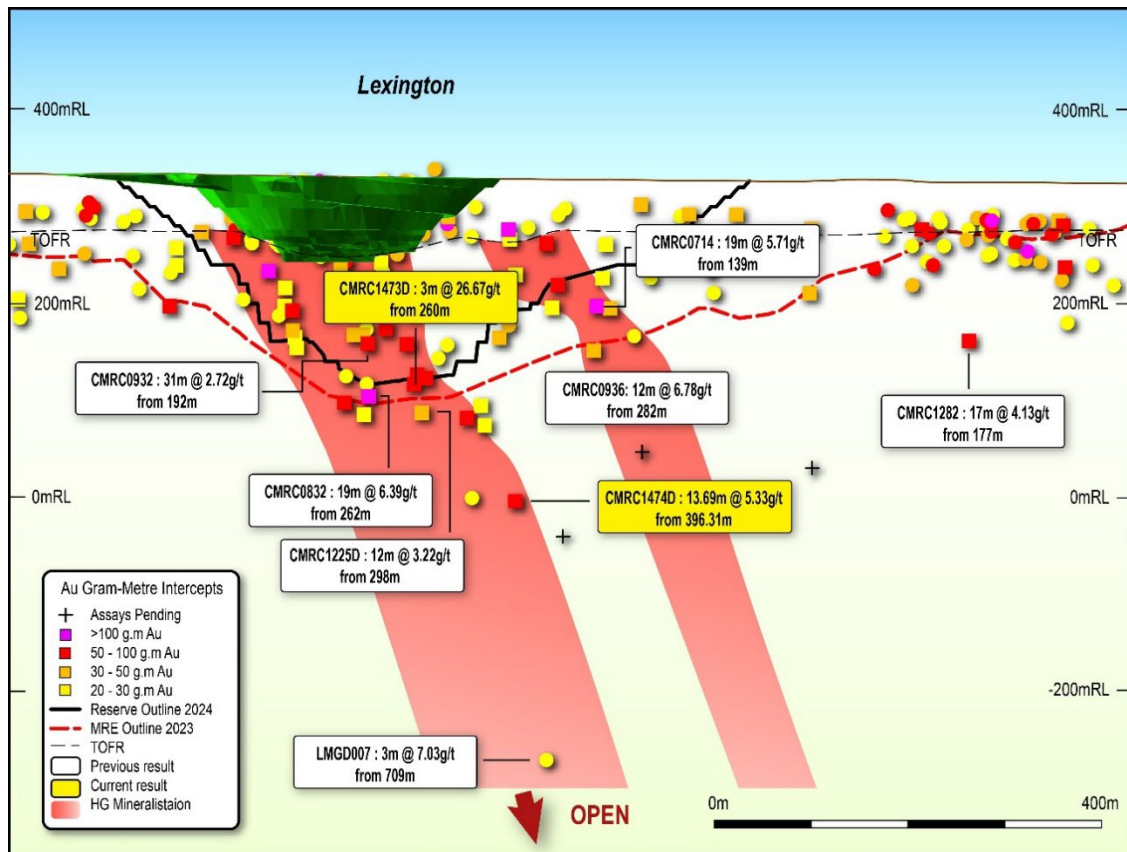 Lexington
400mRL
400mRL
TOFR
TOFR
CMRC0714 : 19m @ 5.71g/t
from 139m
CMRC1473D : 3m @ 26.67g/t
from 260m
200mRL
200mRL
CMRC0932 : 31m @ 2.72g/t
from 192m
CMRC0936: 12m @ 6.78g/t
from 282m
CMRC1282 : 17m @ 4.13g/t
from 177m
CMRC0832 : 19m @ 6.39g/t
from 262m
0mRL
CMRC1474D : 13.69m @ 5.33g/t
from 396.31m
0mRL
CMRC1225D : 12m @ 3.22g/t
from 298m
Au Gram-Metre Intercepts
Assays Pending
>100 g.m Au
50 - 100 g.m Au
30 - 50 g.m Au
20 - 30 g.m Au
Reserve Outline 2024
MRE Outline 2023
TOFR
Previous result
Current result
HG Mineralistaion
-200mRL
LMGD007 : 3m @ 7.03g/t
from 709m
OPEN
0m
400m